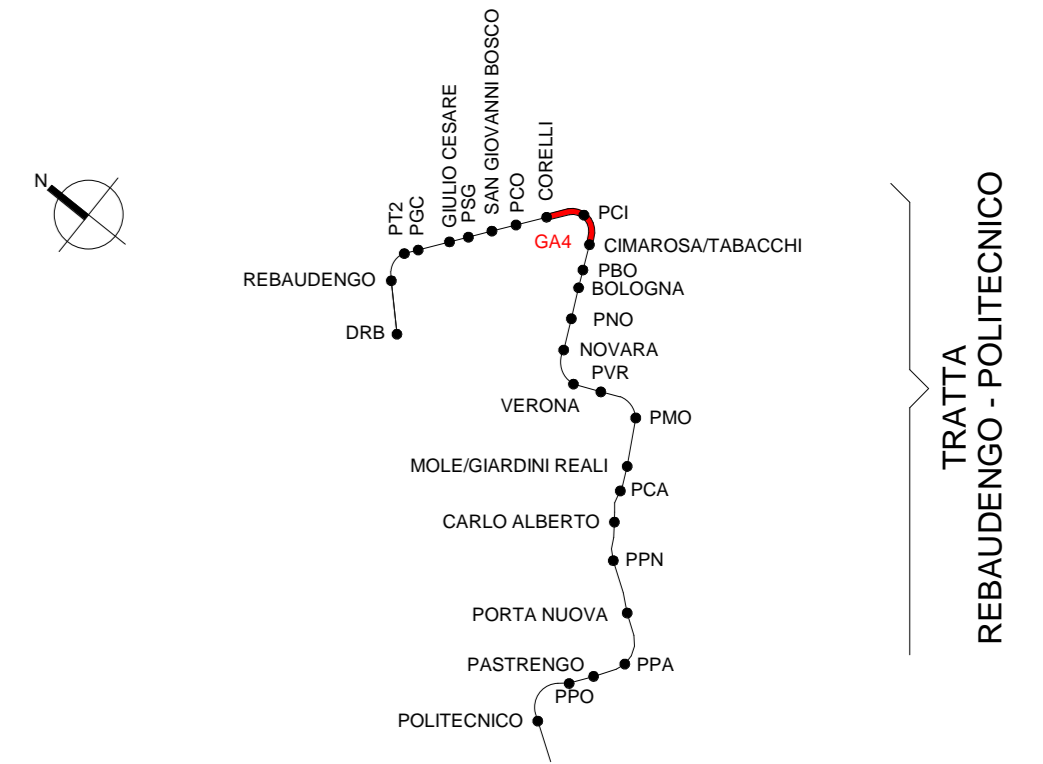 N
PT2
PGC
GIULIO CESARE
PSG
SAN GIOVANNI BOSCO
PCO
CORELLI
PCI
GA4
CIMAROSA/TABACCHI
REBAUDENGO
PBO
BOLOGNA
DRB
PNO
NOVARA
PVR
VERONA
PMO
MOLE/GIARDINI REALI
PCA
CARLO ALBERTO
PPN
PORTA NUOVA
PASTRENGO
PPA
PPO
POLITECNICO
TRATTA
REBAUDENGO - POLITECNICO